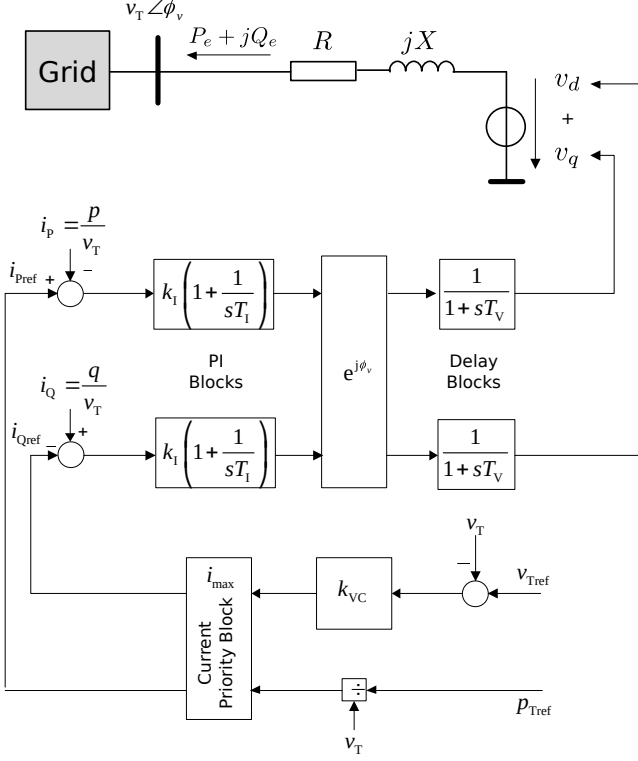 v_T∠ϕ_v
P_e + jQ_e
R
jX
Grid
v_d
+
v_q
i_P = p/v_T
−
i_Pref +
k_I(1+1/(sT_I))
1/(1+sT_V)
PI
Blocks
e^{jϕ_v}
Delay
Blocks
i_Q = q/v_T
+
i_Qref −
k_I(1+1/(sT_I))
1/(1+sT_V)
v_T
−
i_max
k_VC
v_Tref
Current
Priority Block
÷
p_Tref
v_T